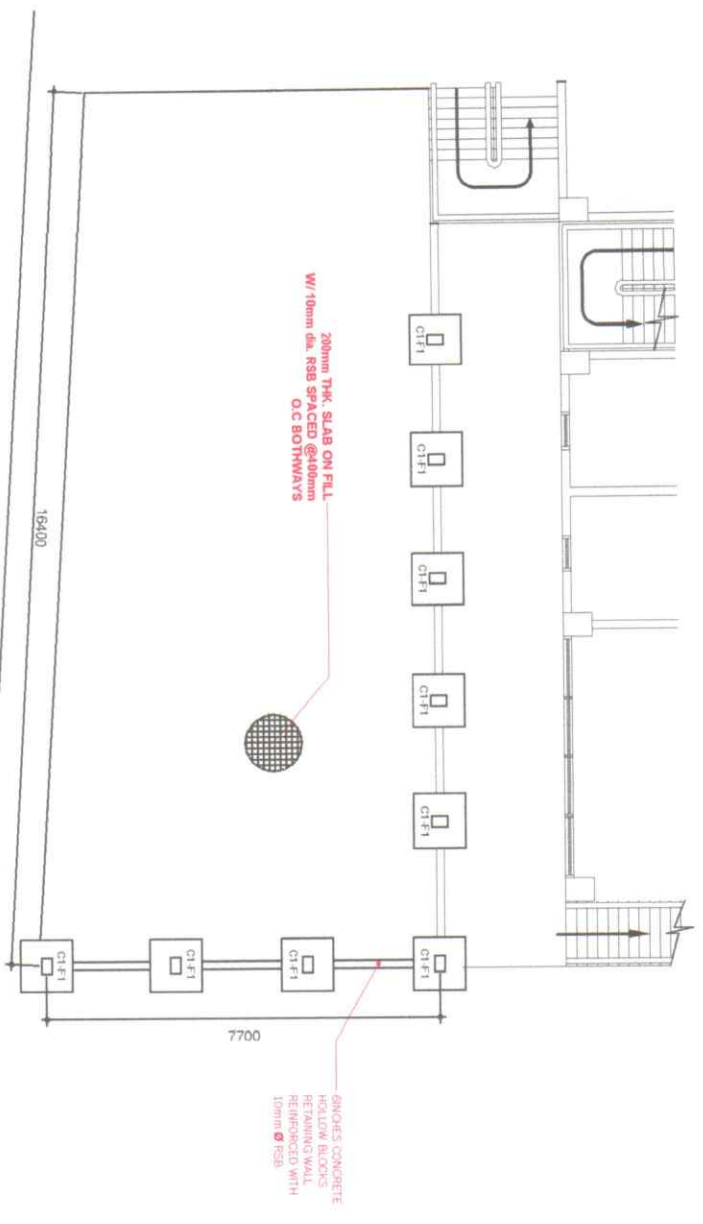 200mm THK. SLAB ON FILL
W/10mm dia. RSB SPACED @400mm
O.C BOTHWAYS
C1-F1
C1-F1
C1-F1
C1-F1
C1-F1
C1-F1
C1-F1
C1-F1
C1-F1
16400
7700
6INCHES CONCRETE
HOLLOW BLOCKS
RETAINING WALL
REINFORCED WITH
10mm Ø RSB